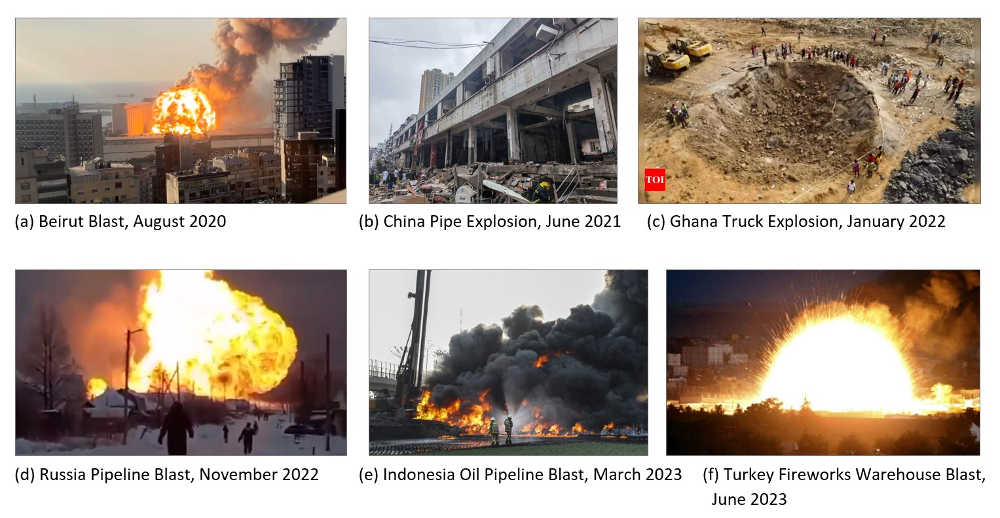 TOI
(a) Beirut Blast, August 2020
(b) China Pipe Explosion, June 2021
(c) Ghana Truck Explosion, January 2022
(d) Russia Pipeline Blast, November 2022
(e) Indonesia Oil Pipeline Blast, March 2023
(f) Turkey Fireworks Warehouse Blast,
June 2023